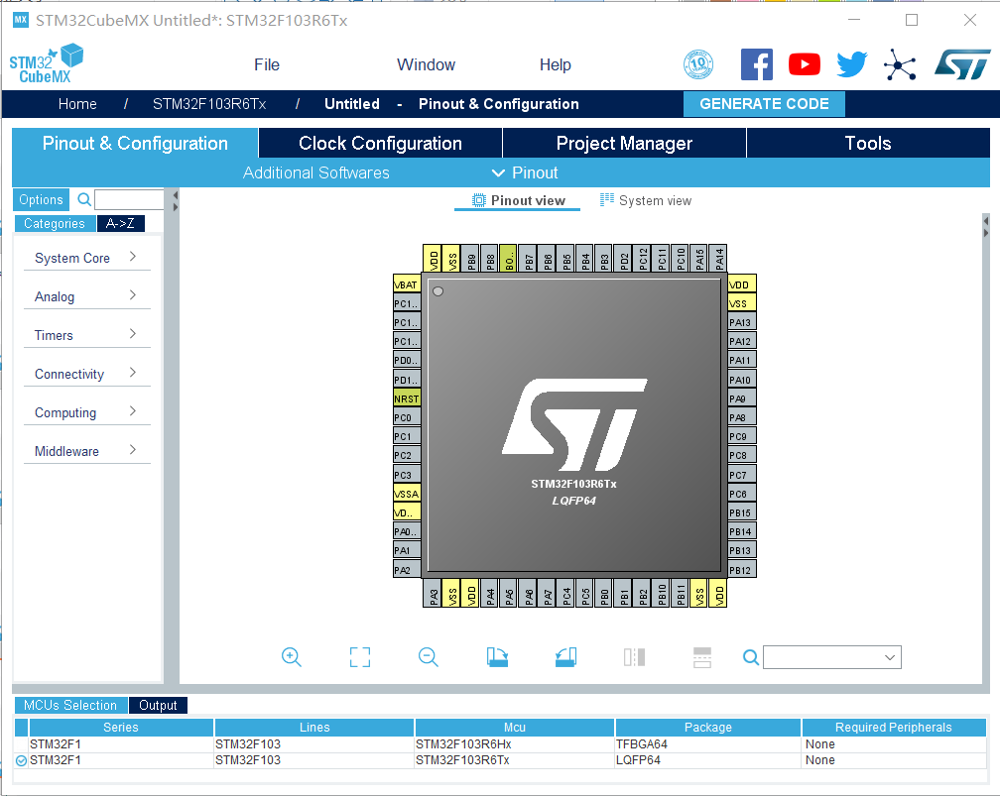 MX STM32CubeMX Untitled*: STM32F103R6Tx
STM32
CubeMX
File Window Help
10
Home / STM32F103R6Tx / Untitled - Pinout & Configuration GENERATE CODE
Pinout & Configuration Clock Configuration Project Manager Tools
Additional Softwares Pinout
Options
Categories A->Z
Pinout view System view
System Core
Analog
Timers
Connectivity
Computing
Middleware
VDD VSS PB9 PB8 BO.. PB7 PB6 PB5 PB4 PB3 PD2 PC12 PC11 PC10 PA15 PA14
VBAT
PC1..
PC1..
PC1..
PD0..
PD1..
NRST
PC0
PC1
PC2
PC3
VSSA
VD..
PA0..
PA1
PA2
STM32F103R6Tx
LQFP64
VDD
VSS
PA13
PA12
PA11
PA10
PA9
PA8
PC9
PC8
PC7
PC6
PB15
PB14
PB13
PB12
PA3 VSS VDD PA4 PA5 PA6 PA7 PC4 PC5 PB0 PB1 PB2 PB10 PB11 VSS VDD
MCUs Selection Output
Series Lines Mcu Package Required Peripherals
STM32F1 STM32F103 STM32F103R6Hx TFBGA64 None
STM32F1 STM32F103 STM32F103R6Tx LQFP64 None